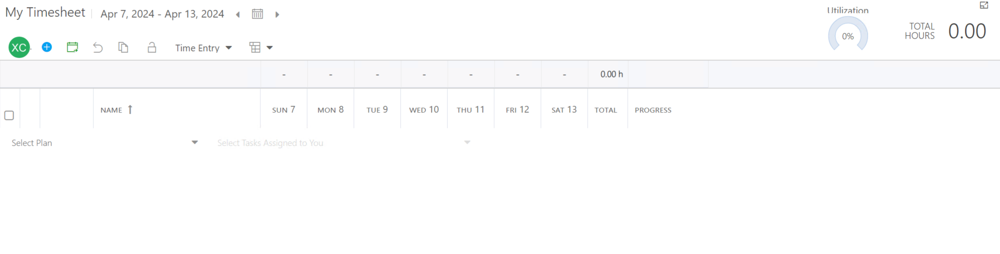 My Timesheet Apr 7, 2024 - Apr 13, 2024 Utilization
XC Time Entry 0% TOTAL HOURS 0.00
- - - - - - - 0.00 h
NAME SUN 7 MON 8 TUE 9 WED 10 THU 11 FRI 12 SAT 13 TOTAL PROGRESS
Select Plan Select Tasks Assigned to You